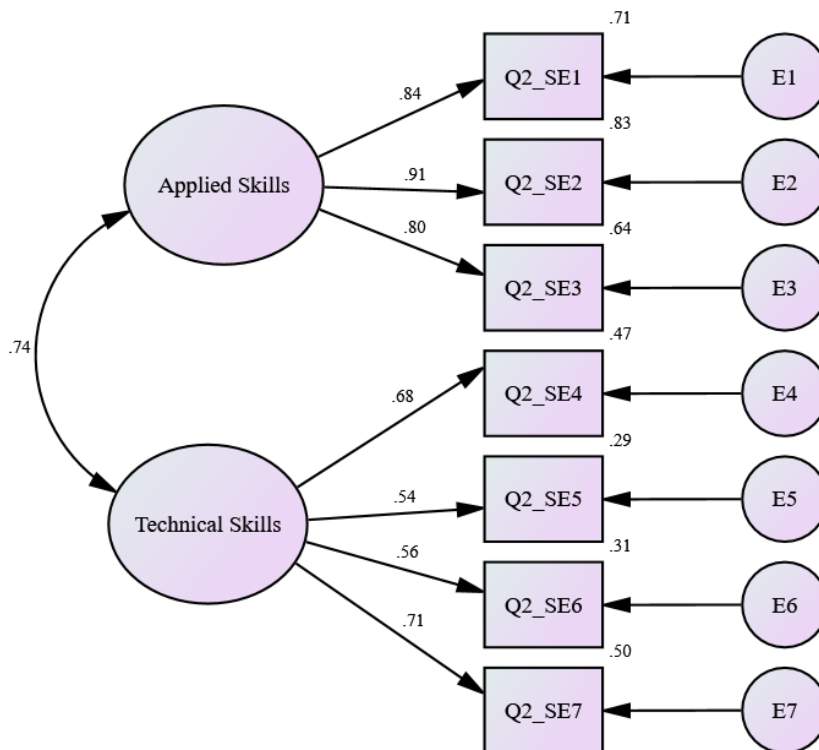 .71
Q2_SE1
E1
.84
.83
Applied Skills
.91
Q2_SE2
E2
.80
.64
Q2_SE3
E3
.74
.47
.68
Q2_SE4
E4
.29
Technical Skills
.54
Q2_SE5
E5
.56
.31
Q2_SE6
E6
.71
.50
Q2_SE7
E7